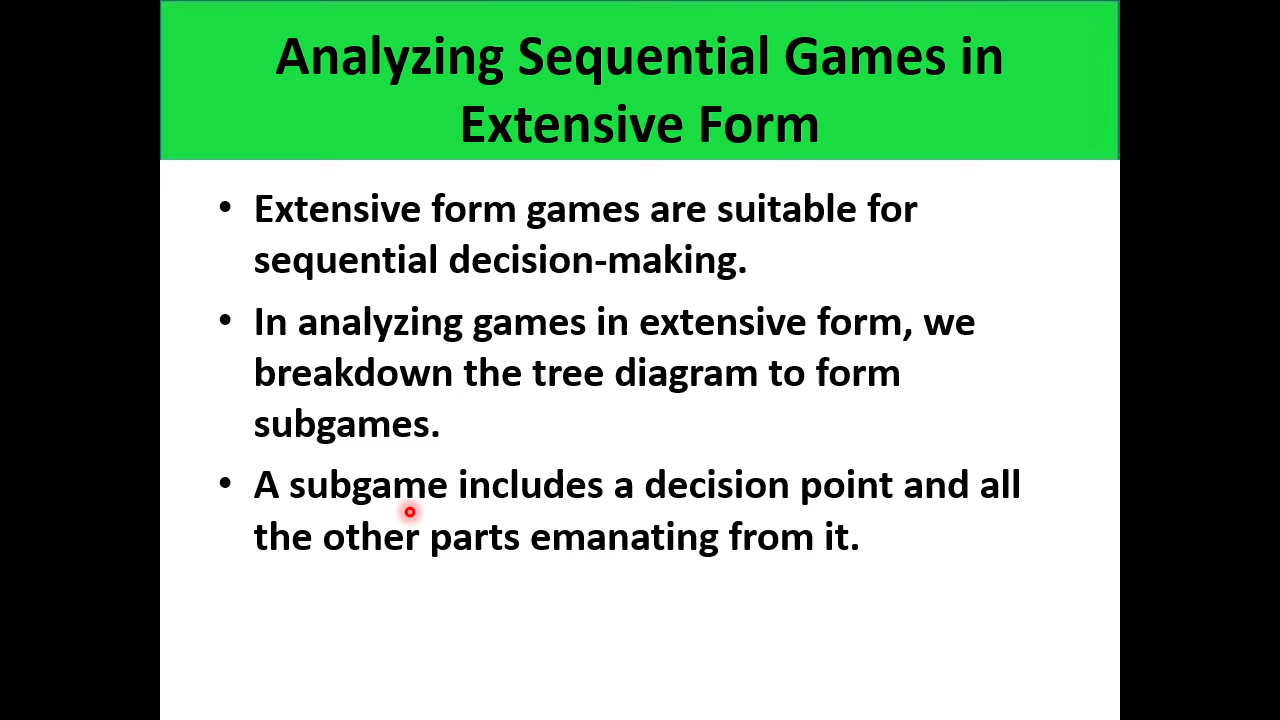 Analyzing Sequential Games in
Extensive Form
• Extensive form games are suitable for
sequential decision-making.
• In analyzing games in extensive form, we
breakdown the tree diagram to form
subgames.
• A subgame includes a decision point and all
the other parts emanating from it.